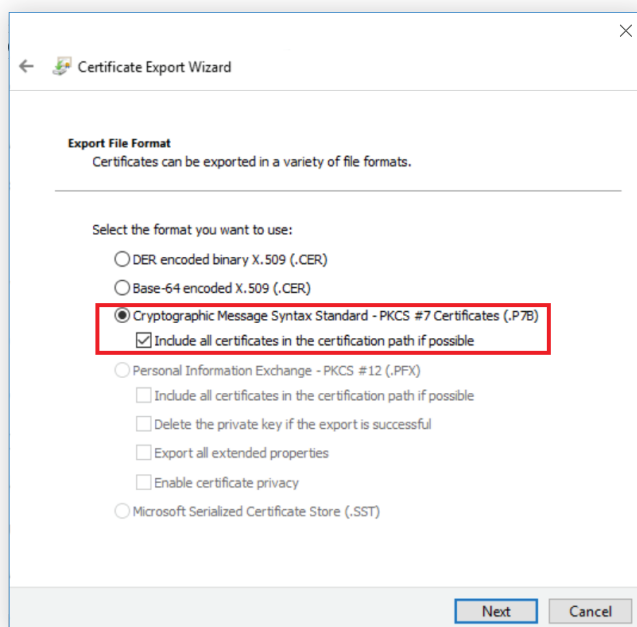 Certificate Export Wizard
Export File Format
Certificates can be exported in a variety of file formats.
Select the format you want to use:
DER encoded binary X.509 (.CER)
Base-64 encoded X.509 (.CER)
Cryptographic Message Syntax Standard - PKCS #7 Certificates (.P7B)
Include all certificates in the certification path if possible
Personal Information Exchange - PKCS #12 (.PFX)
Include all certificates in the certification path if possible
Delete the private key if the export is successful
Export all extended properties
Enable certificate privacy
Microsoft Serialized Certificate Store (.SST)
Next Cancel